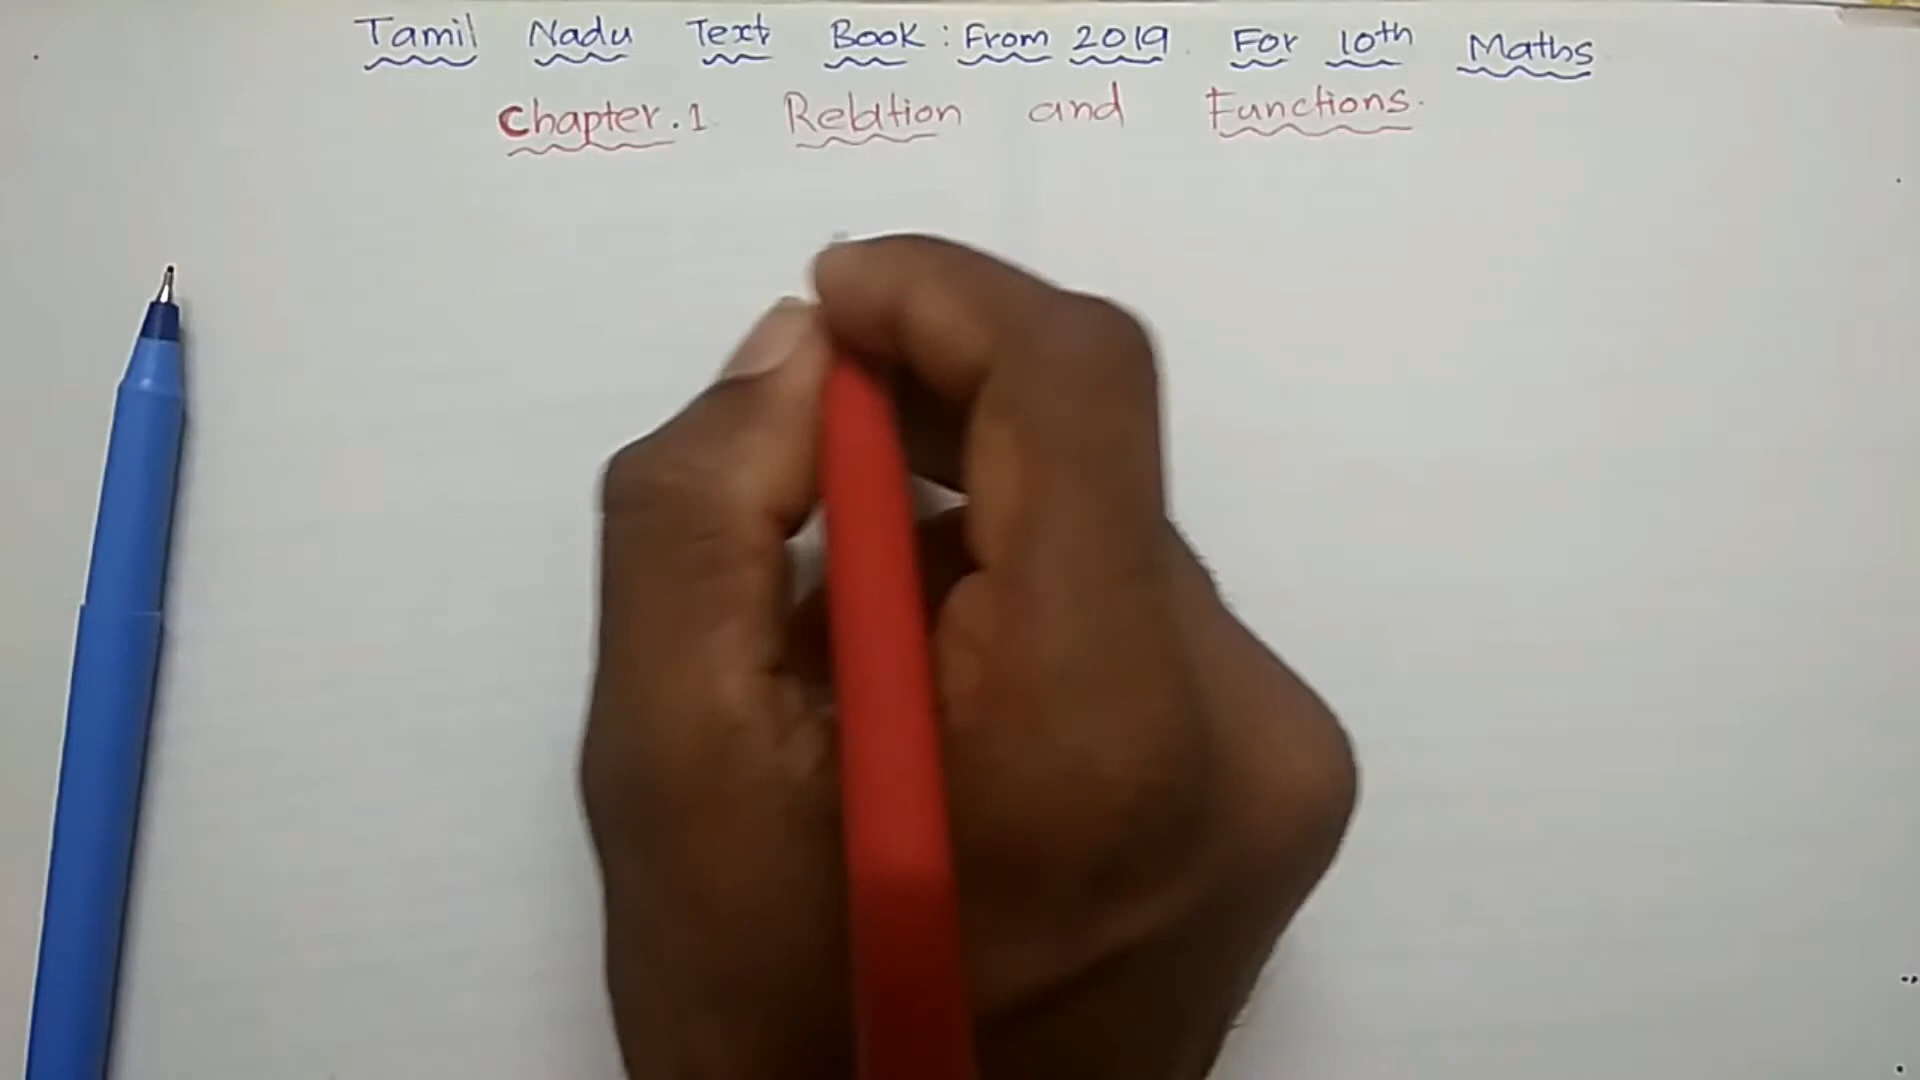 Tamil Nadu Text Book : From 2019 For 10th Maths
Chapter.1 Relation and Functions.